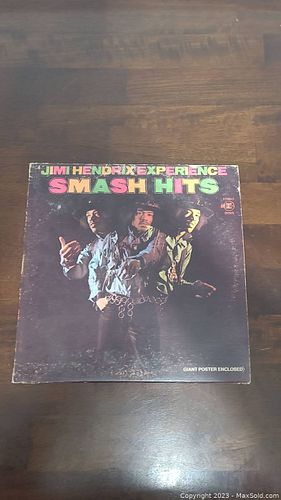 JIMI HENDRIX EXPERIENCE
SMASH HITS
(GIANT POSTER ENCLOSED)
Copyright 2023 - MaxSold.com